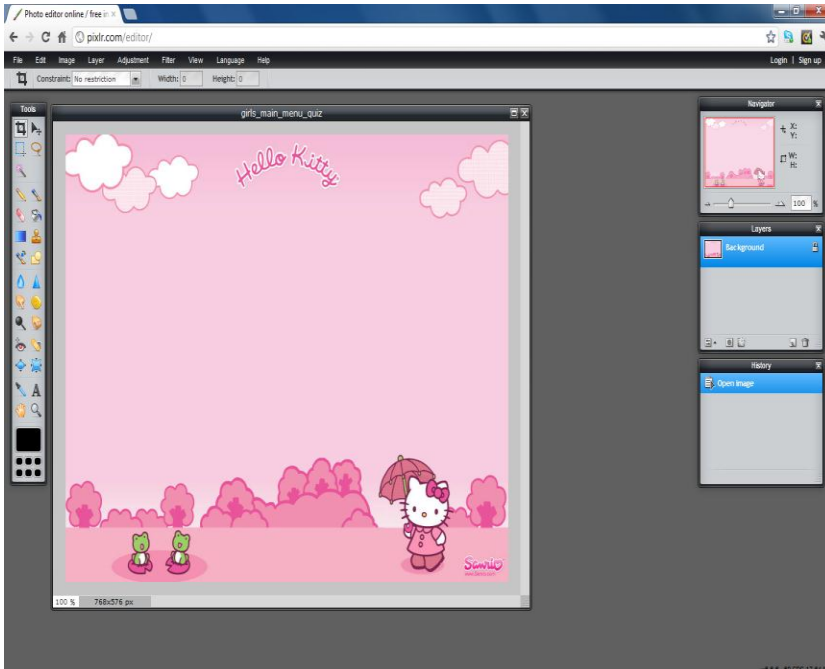 Photo editor online / free im
pixlr.com/editor/
File Edit Image Layer Adjustment Filter View Language Help
Login | Sign up
Constraint: No restriction Width: 0 Height: 0
Tools
girls_main_menu_quiz
Hello Kitty
Sanrio
100 % 768x576 px
Navigator
X:
Y:
W:
H:
100 %
Layers
Background
History
Open Image